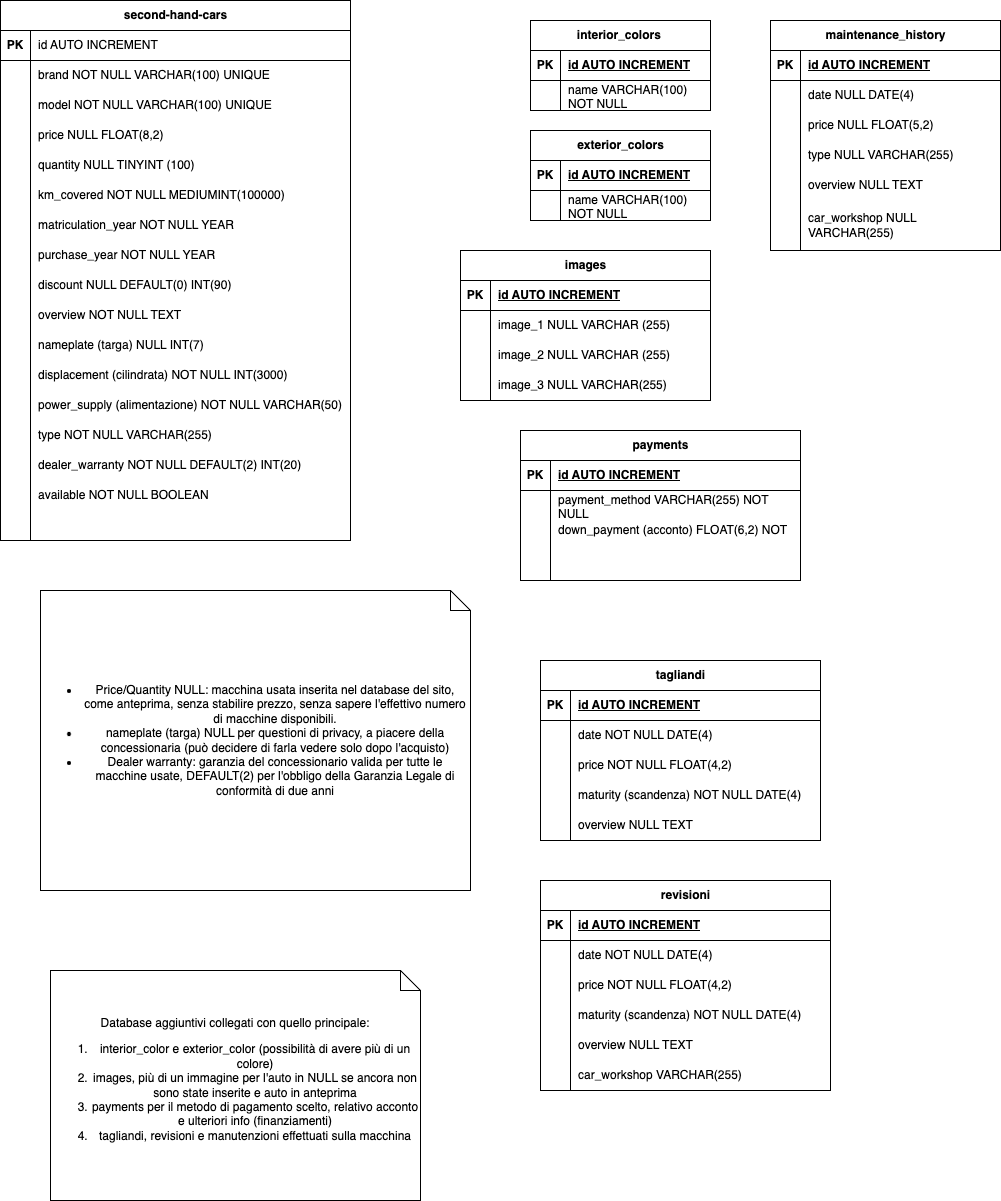 second-hand-cars
PK id AUTO INCREMENT
brand NOT NULL VARCHAR(100) UNIQUE
model NOT NULL VARCHAR(100) UNIQUE
price NULL FLOAT(8,2)
quantity NULL TINYINT (100)
km_covered NOT NULL MEDIUMINT(100000)
matriculation_year NOT NULL YEAR
purchase_year NOT NULL YEAR
discount NULL DEFAULT(0) INT(90)
overview NOT NULL TEXT
nameplate (targa) NULL INT(7)
displacement (cilindrata) NOT NULL INT(3000)
power_supply (alimentazione) NOT NULL VARCHAR(50)
type NOT NULL VARCHAR(255)
dealer_warranty NOT NULL DEFAULT(2) INT(20)
available NOT NULL BOOLEAN
interior_colors
PK id AUTO INCREMENT
name VARCHAR(100)
NOT NULL
exterior_colors
PK id AUTO INCREMENT
name VARCHAR(100)
NOT NULL
maintenance_history
PK id AUTO INCREMENT
date NULL DATE(4)
price NULL FLOAT(5,2)
type NULL VARCHAR(255)
overview NULL TEXT
car_workshop NULL
VARCHAR(255)
images
PK id AUTO INCREMENT
image_1 NULL VARCHAR (255)
image_2 NULL VARCHAR (255)
image_3 NULL VARCHAR(255)
payments
PK id AUTO INCREMENT
payment_method VARCHAR(255) NOT
NULL
down_payment (acconto) FLOAT(6,2) NOT
• Price/Quantity NULL: macchina usata inserita nel database del sito,
come anteprima, senza stabilire prezzo, senza sapere l'effettivo numero
di macchine disponibili.
• nameplate (targa) NULL per questioni di privacy, a piacere della
concessionaria (può decidere di farla vedere solo dopo l'acquisto)
• Dealer warranty: garanzia del concessionario valida per tutte le
macchine usate, DEFAULT(2) per l'obbligo della Garanzia Legale di
conformità di due anni
tagliandi
PK id AUTO INCREMENT
date NOT NULL DATE(4)
price NOT NULL FLOAT(4,2)
maturity (scandenza) NOT NULL DATE(4)
overview NULL TEXT
revisioni
PK id AUTO INCREMENT
date NOT NULL DATE(4)
price NOT NULL FLOAT(4,2)
maturity (scandenza) NOT NULL DATE(4)
overview NULL TEXT
car_workshop VARCHAR(255)
Database aggiuntivi collegati con quello principale:
1. interior_color e exterior_color (possibilità di avere più di un
colore)
2. images, più di un immagine per l'auto in NULL se ancora non
sono state inserite e auto in anteprima
3. payments per il metodo di pagamento scelto, relativo acconto
e ulteriori info (finanziamenti)
4. tagliandi, revisioni e manutenzioni effettuati sulla macchina